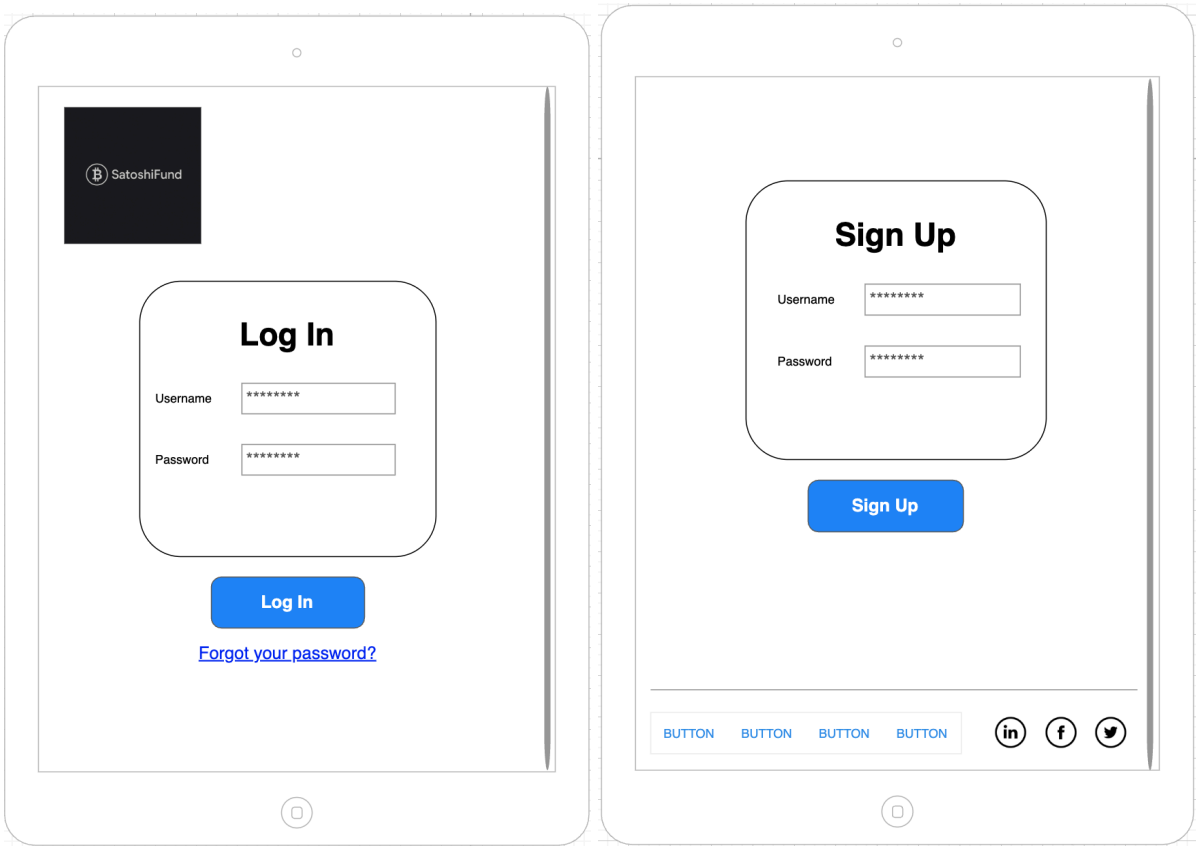 SatoshiFund
Log In
Username ********
Password ********
Log In
Forgot your password?
Sign Up
Username ********
Password ********
Sign Up
BUTTON BUTTON BUTTON BUTTON in f